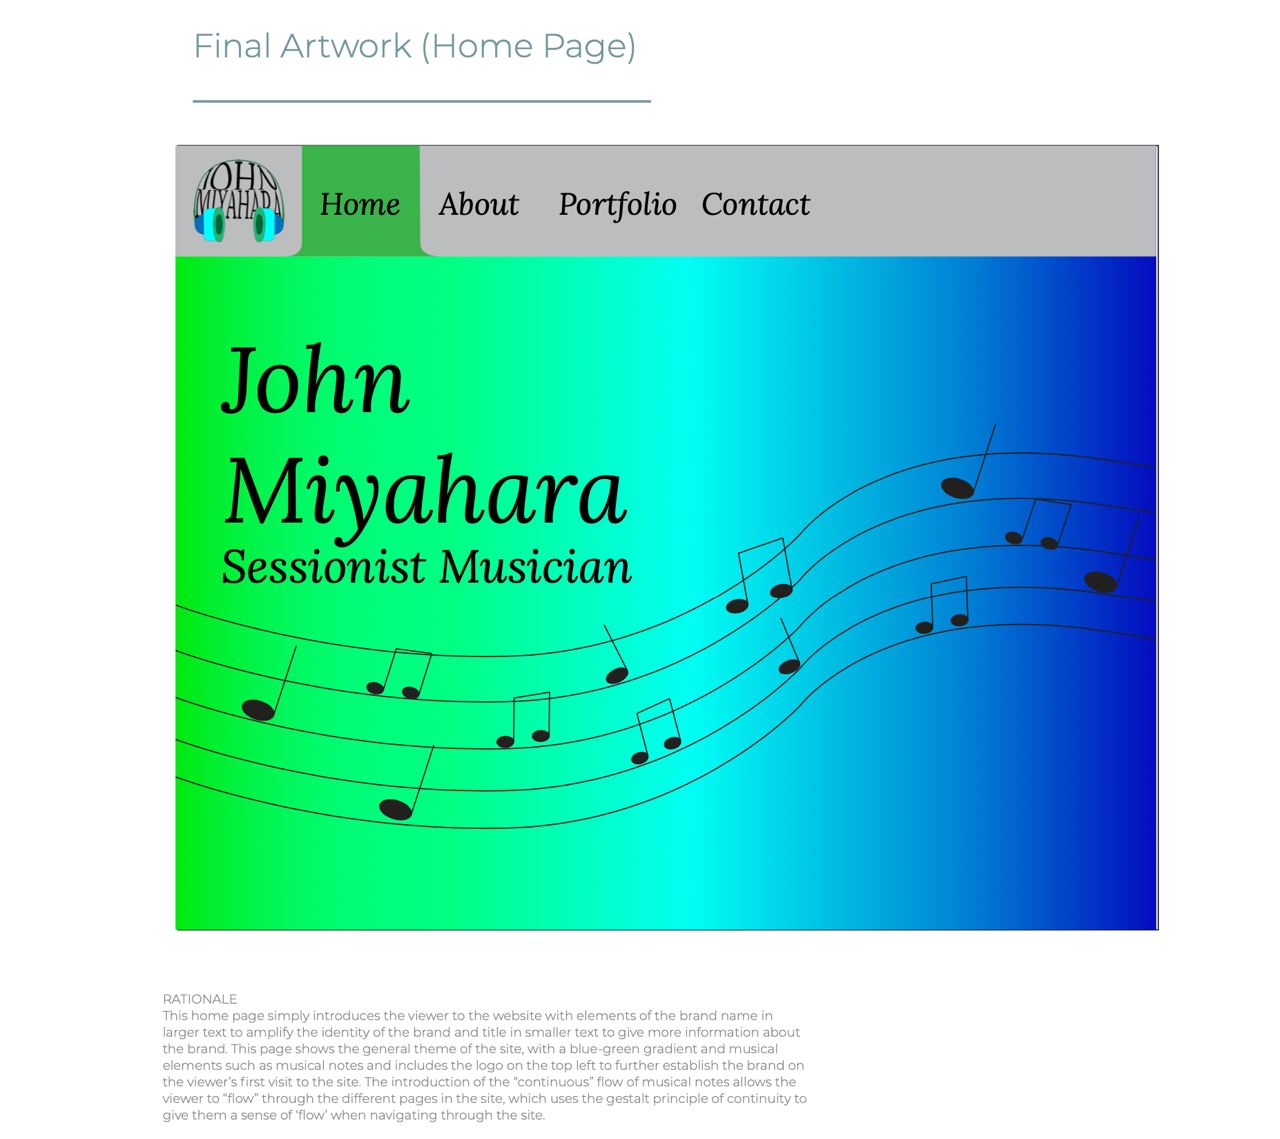 Final Artwork (Home Page)
JOHN
MIYAHARA
Home About Portfolio Contact
John
Miyahara
Sessionist Musician
RATIONALE
This home page simply introduces the viewer to the website with elements of the brand name in
larger text to amplify the identity of the brand and title in smaller text to give more information about
the brand. This page shows the general theme of the site, with a blue-green gradient and musical
elements such as musical notes and includes the logo on the top left to further establish the brand on
the viewer’s first visit to the site. The introduction of the “continuous” flow of musical notes allows the
viewer to “flow” through the different pages in the site, which uses the gestalt principle of continuity to
give them a sense of ‘flow’ when navigating through the site.